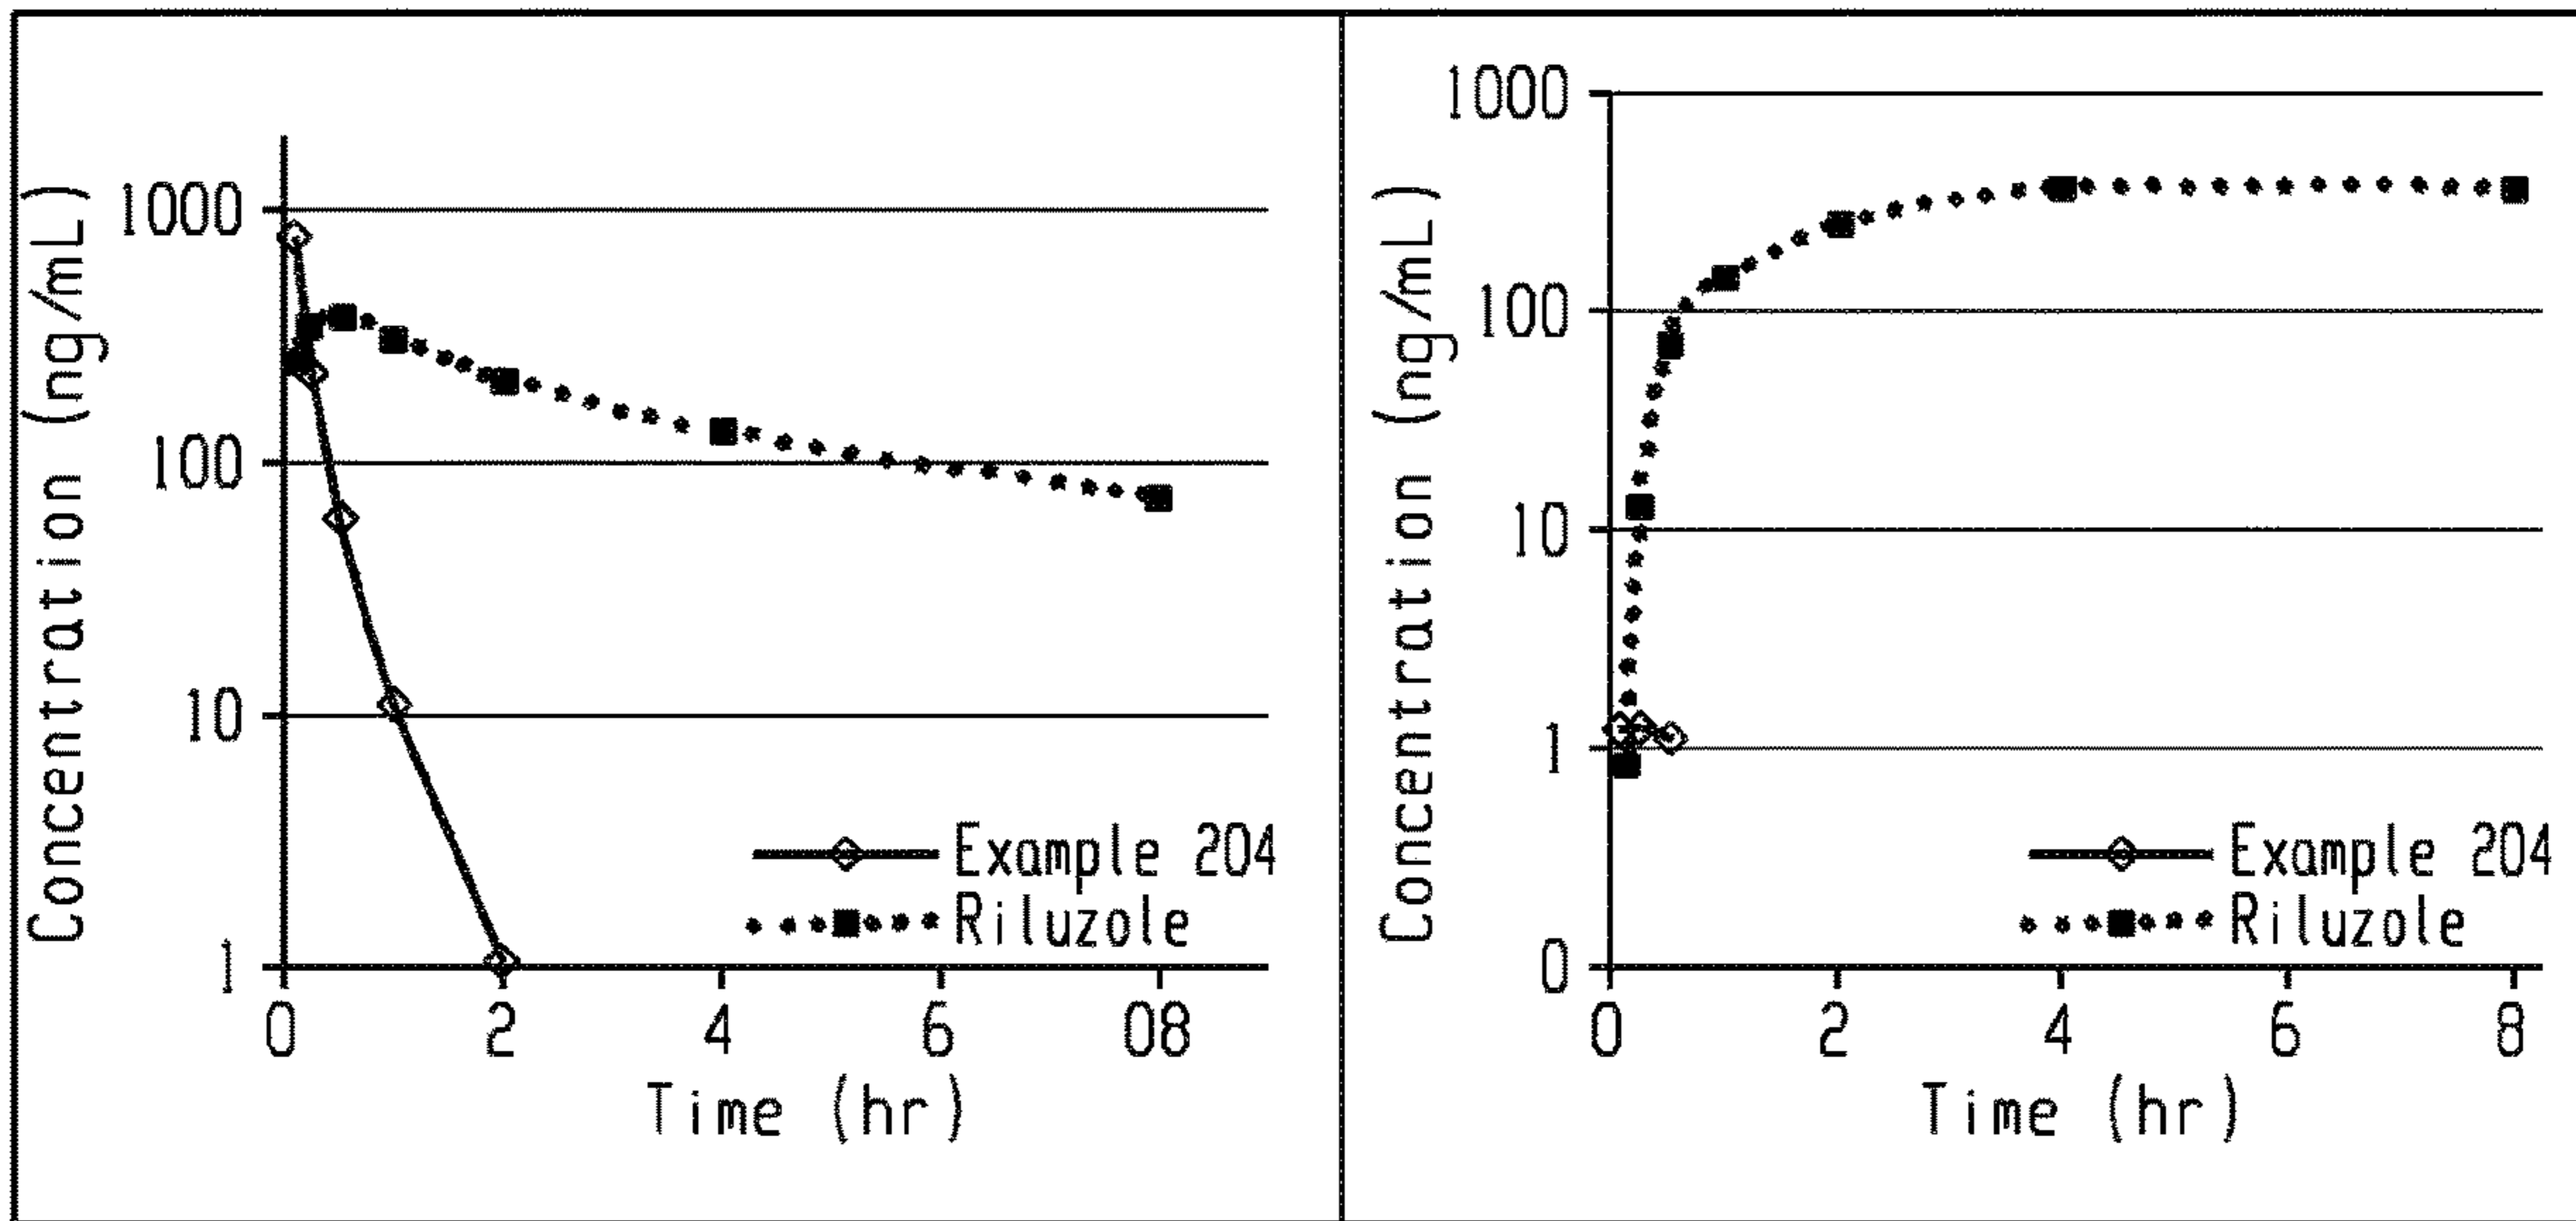 Concentration (ng/mL)
1000
100
10
1
0
2
4
6
08
Time (hr)
Example 204
Riluzole
Concentration (ng/mL)
1000
100
10
1
0
0
2
4
6
8
Time (hr)
Example 204
Riluzole